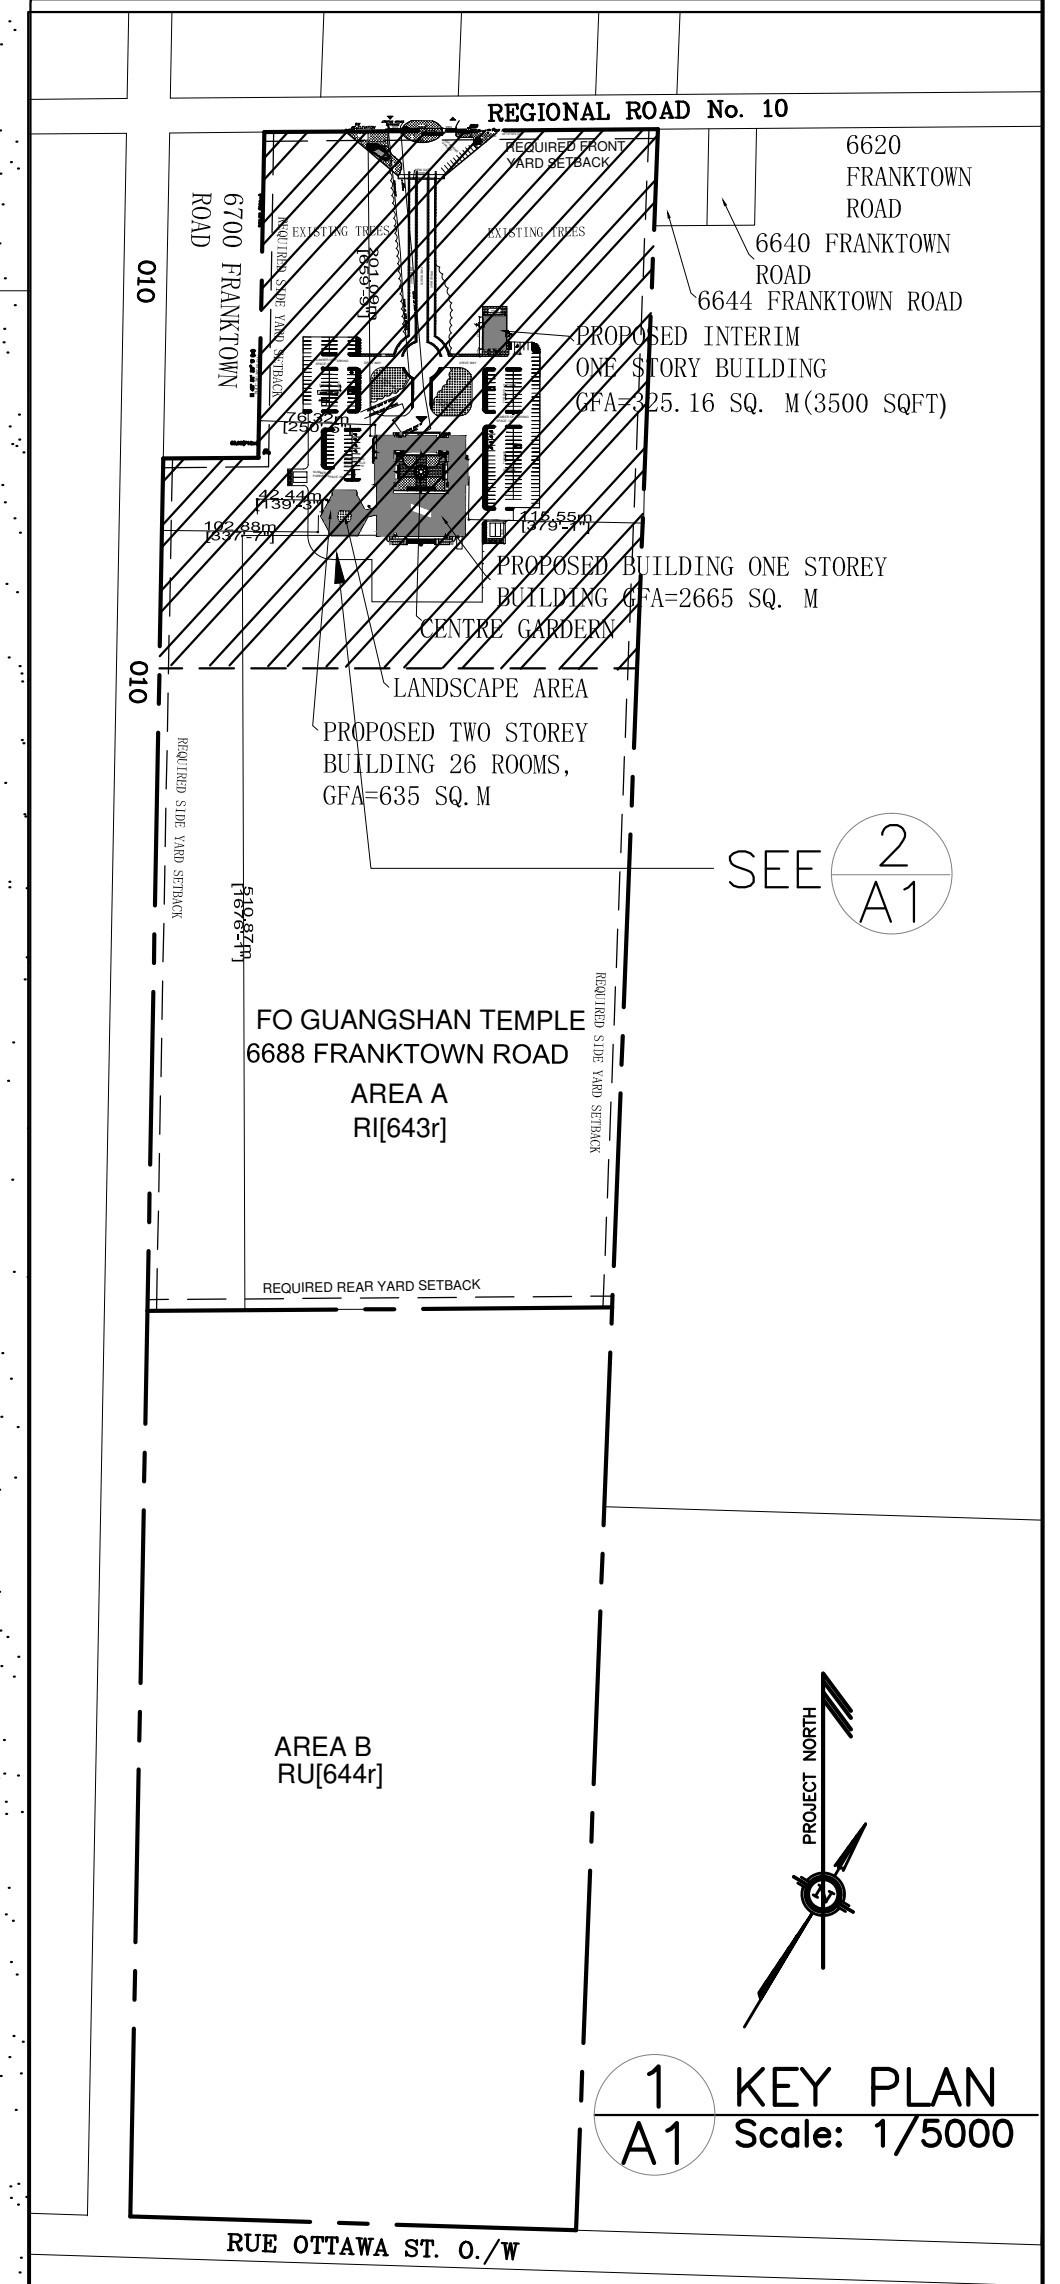 REGIONAL ROAD No. 10
REQUIRED FRONT
YARD SETBACK
6620
FRANKTOWN
ROAD
6640 FRANKTOWN
ROAD
6644 FRANKTOWN ROAD
6700 FRANKTOWN
ROAD
010
REQUIRED SIDE YARD SETBACK
EXISTING TREES
EXISTING TREES
201.09m
[659'-9"]
PROPOSED INTERIM
ONE STORY BUILDING
GFA=325.16 SQ. M(3500 SQFT)
76.32m
[250'-5"]
42.44m
[139'-3"]
102.88m
[337'-7"]
115.55m
[379'-1"]
PROPOSED BUILDING ONE STOREY
BUILDING GFA=2665 SQ. M
CENTRE GARDERN
010
LANDSCAPE AREA
PROPOSED TWO STOREY
BUILDING 26 ROOMS,
GFA=635 SQ.M
REQUIRED SIDE YARD SETBACK
SEE 2
A1
510.87m
[1676'-1"]
REQUIRED SIDE YARD SETBACK
FO GUANGSHAN TEMPLE
6688 FRANKTOWN ROAD
AREA A
RI[643r]
REQUIRED REAR YARD SETBACK
AREA B
RU[644r]
PROJECT NORTH
N
1
A1
KEY PLAN
Scale: 1/5000
RUE OTTAWA ST. O./W